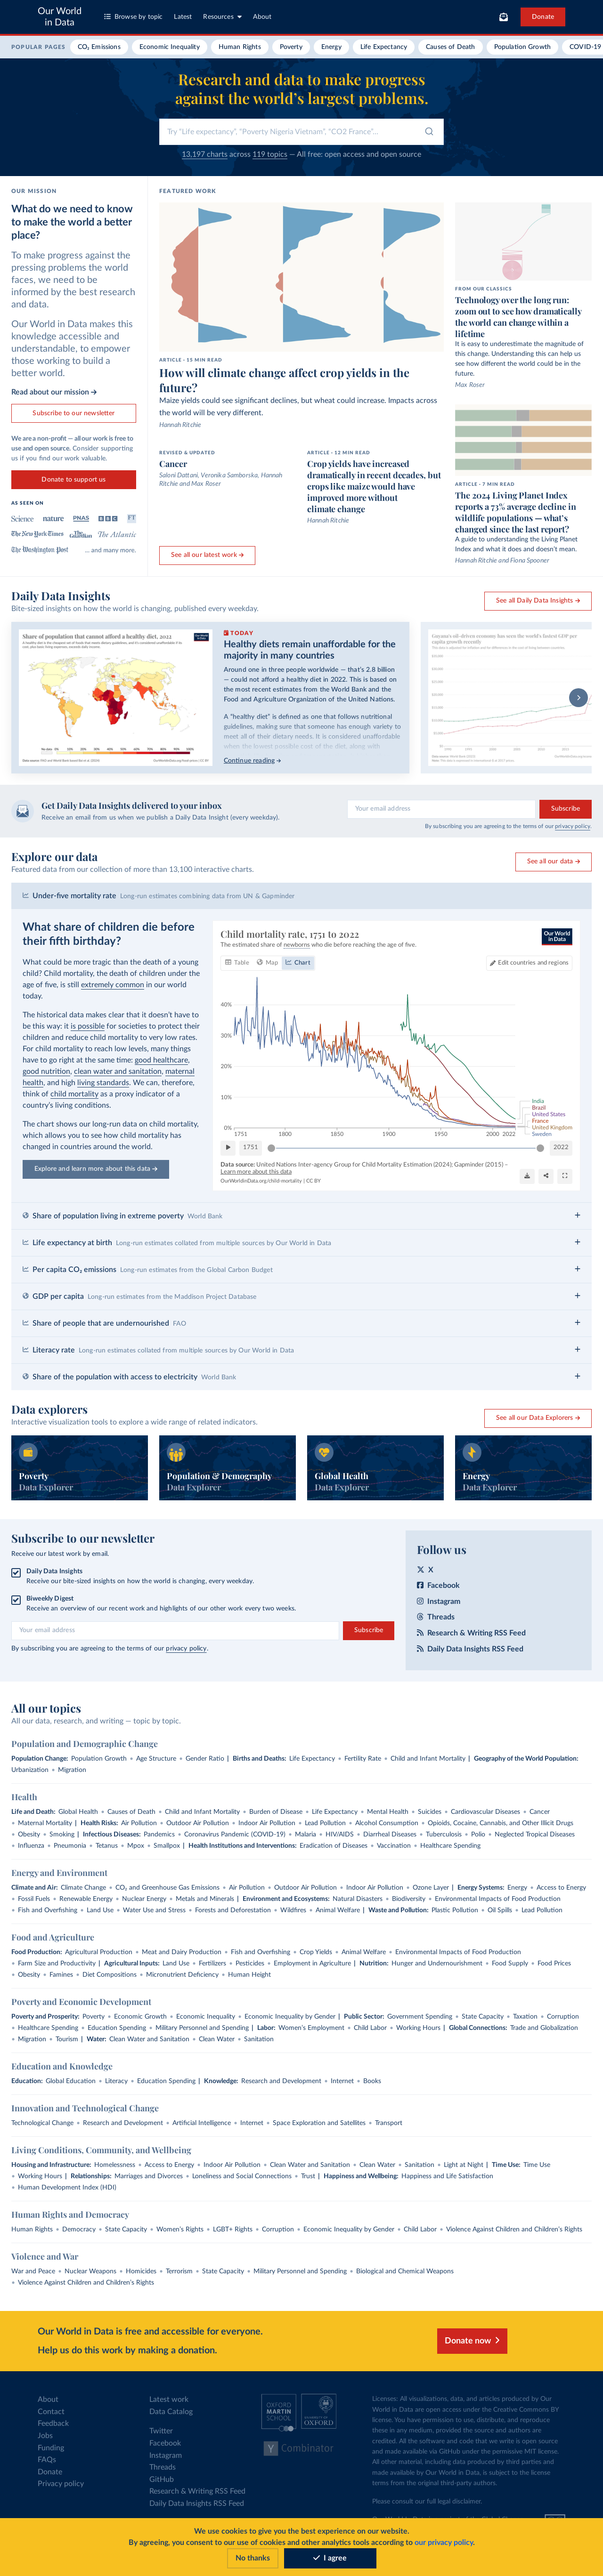 Our World
in Data
Browse by topic
Latest
Resources
About
Donate
POPULAR PAGES
CO₂ Emissions
Economic Inequality
Human Rights
Poverty
Energy
Life Expectancy
Causes of Death
Population Growth
COVID-19
Research and data to make progress
against the world's largest problems.
Try "Life expectancy", "Poverty Nigeria Vietnam", "CO2 France"...
13,197 charts across 119 topics — All free: open access and open source
OUR MISSION
What do we need to know
to make the world a better
place?
To make progress against the
pressing problems the world
faces, we need to be
informed by the best research
and data.
Our World in Data makes this
knowledge accessible and
understandable, to empower
those working to build a
better world.
Read about our mission →
Subscribe to our newsletter
We are a non-profit — all our work is free to
use and open source. Consider supporting
us if you find our work valuable.
Donate to support us
AS SEEN ON
Science
nature
PNAS
BBC
FT
The New York Times
The Guardian
The Atlantic
The Washington Post
... and many more.
FEATURED WORK
ARTICLE • 15 MIN READ
How will climate change affect crop yields in the
future?
Maize yields could see significant declines, but wheat could increase. Impacts across
the world will be very different.
Hannah Ritchie
REVISED & UPDATED
Cancer
Saloni Dattani, Veronika Samborska, Hannah
Ritchie and Max Roser
ARTICLE • 12 MIN READ
Crop yields have increased
dramatically in recent decades, but
crops like maize would have
improved more without
climate change
Hannah Ritchie
See all our latest work →
FROM OUR CLASSICS
Technology over the long run:
zoom out to see how dramatically
the world can change within a
lifetime
It is easy to underestimate the magnitude of
this change. Understanding this can help us
see how different the world could be in the
future.
Max Roser
ARTICLE • 7 MIN READ
The 2024 Living Planet Index
reports a 73% average decline in
wildlife populations — what's
changed since the last report?
A guide to understanding the Living Planet
Index and what it does and doesn't mean.
Hannah Ritchie and Fiona Spooner
Daily Data Insights
Bite-sized insights on how the world is changing, published every weekday.
See all Daily Data Insights →
Share of population that cannot afford a healthy diet, 2022
TODAY
Healthy diets remain unaffordable for the
majority in many countries
Around one in three people worldwide — that's 2.8 billion
— could not afford a healthy diet in 2022. This is based on
the most recent estimates from the World Bank and the
Food and Agriculture Organization of the United Nations.
A "healthy diet" is defined as one that follows nutritional
guidelines, making sure that someone has enough variety to
meet all of their dietary needs. It is considered unaffordable
when the lowest possible cost of the diet, along with
Continue reading →
Guyana's oil-driven economy has seen the world's fastest GDP per
capita growth recently
Get Daily Data Insights delivered to your inbox
Receive an email from us when we publish a Daily Data Insight (every weekday).
Your email address
Subscribe
By subscribing you are agreeing to the terms of our privacy policy.
Explore our data
Featured data from our collection of more than 13,100 interactive charts.
See all our data →
Under-five mortality rate Long-run estimates combining data from UN & Gapminder
What share of children die before
their fifth birthday?
What could be more tragic than the death of a young
child? Child mortality, the death of children under the
age of five, is still extremely common in our world
today.
The historical data makes clear that it doesn't have to
be this way: it is possible for societies to protect their
children and reduce child mortality to very low rates.
For child mortality to reach low levels, many things
have to go right at the same time: good healthcare,
good nutrition, clean water and sanitation, maternal
health, and high living standards. We can, therefore,
think of child mortality as a proxy indicator of a
country's living conditions.
The chart shows our long-run data on child mortality,
which allows you to see how child mortality has
changed in countries around the world.
Explore and learn more about this data →
Child mortality rate, 1751 to 2022
The estimated share of newborns who die before reaching the age of five.
Our World
in Data
Table
Map
Chart
Edit countries and regions
40%
30%
20%
10%
0%
1751
1800
1850
1900
1950
2000
2022
India
Brazil
United States
France
United Kingdom
Sweden
1751
2022
Data source: United Nations Inter-agency Group for Child Mortality Estimation (2024); Gapminder (2015) –
Learn more about this data
OurWorldinData.org/child-mortality | CC BY
Share of population living in extreme poverty World Bank
+
Life expectancy at birth Long-run estimates collated from multiple sources by Our World in Data
+
Per capita CO₂ emissions Long-run estimates from the Global Carbon Budget
+
GDP per capita Long-run estimates from the Maddison Project Database
+
Share of people that are undernourished FAO
+
Literacy rate Long-run estimates collated from multiple sources by Our World in Data
+
Share of the population with access to electricity World Bank
+
Data explorers
Interactive visualization tools to explore a wide range of related indicators.
See all our Data Explorers →
Poverty
Data Explorer
Population & Demography
Data Explorer
Global Health
Data Explorer
Energy
Data Explorer
Subscribe to our newsletter
Receive our latest work by email.
Daily Data Insights
Receive our bite-sized insights on how the world is changing, every weekday.
Biweekly Digest
Receive an overview of our recent work and highlights of our other work every two weeks.
Your email address
Subscribe
By subscribing you are agreeing to the terms of our privacy policy.
Follow us
X
Facebook
Instagram
Threads
Research & Writing RSS Feed
Daily Data Insights RSS Feed
All our topics
All our data, research, and writing — topic by topic.
Population and Demographic Change
Population Change: Population Growth • Age Structure • Gender Ratio | Births and Deaths: Life Expectancy • Fertility Rate • Child and Infant Mortality | Geography of the World Population:
Urbanization • Migration
Health
Life and Death: Global Health • Causes of Death • Child and Infant Mortality • Burden of Disease • Life Expectancy • Mental Health • Suicides • Cardiovascular Diseases • Cancer
• Maternal Mortality | Health Risks: Air Pollution • Outdoor Air Pollution • Indoor Air Pollution • Lead Pollution • Alcohol Consumption • Opioids, Cocaine, Cannabis, and Other Illicit Drugs
• Obesity • Smoking | Infectious Diseases: Pandemics • Coronavirus Pandemic (COVID-19) • Malaria • HIV/AIDS • Diarrheal Diseases • Tuberculosis • Polio • Neglected Tropical Diseases
• Influenza • Pneumonia • Tetanus • Mpox • Smallpox | Health Institutions and Interventions: Eradication of Diseases • Vaccination • Healthcare Spending
Energy and Environment
Climate and Air: Climate Change • CO₂ and Greenhouse Gas Emissions • Air Pollution • Outdoor Air Pollution • Indoor Air Pollution • Ozone Layer | Energy Systems: Energy • Access to Energy
• Fossil Fuels • Renewable Energy • Nuclear Energy • Metals and Minerals | Environment and Ecosystems: Natural Disasters • Biodiversity • Environmental Impacts of Food Production
• Fish and Overfishing • Land Use • Water Use and Stress • Forests and Deforestation • Wildfires • Animal Welfare | Waste and Pollution: Plastic Pollution • Oil Spills • Lead Pollution
Food and Agriculture
Food Production: Agricultural Production • Meat and Dairy Production • Fish and Overfishing • Crop Yields • Animal Welfare • Environmental Impacts of Food Production
• Farm Size and Productivity | Agricultural Inputs: Land Use • Fertilizers • Pesticides • Employment in Agriculture | Nutrition: Hunger and Undernourishment • Food Supply • Food Prices
• Obesity • Famines • Diet Compositions • Micronutrient Deficiency • Human Height
Poverty and Economic Development
Poverty and Prosperity: Poverty • Economic Growth • Economic Inequality • Economic Inequality by Gender | Public Sector: Government Spending • State Capacity • Taxation • Corruption
• Healthcare Spending • Education Spending • Military Personnel and Spending | Labor: Women's Employment • Child Labor • Working Hours | Global Connections: Trade and Globalization
• Migration • Tourism | Water: Clean Water and Sanitation • Clean Water • Sanitation
Education and Knowledge
Education: Global Education • Literacy • Education Spending | Knowledge: Research and Development • Internet • Books
Innovation and Technological Change
Technological Change • Research and Development • Artificial Intelligence • Internet • Space Exploration and Satellites • Transport
Living Conditions, Community, and Wellbeing
Housing and Infrastructure: Homelessness • Access to Energy • Indoor Air Pollution • Clean Water and Sanitation • Clean Water • Sanitation • Light at Night | Time Use: Time Use
• Working Hours | Relationships: Marriages and Divorces • Loneliness and Social Connections • Trust | Happiness and Wellbeing: Happiness and Life Satisfaction
• Human Development Index (HDI)
Human Rights and Democracy
Human Rights • Democracy • State Capacity • Women's Rights • LGBT+ Rights • Corruption • Economic Inequality by Gender • Child Labor • Violence Against Children and Children's Rights
Violence and War
War and Peace • Nuclear Weapons • Homicides • Terrorism • State Capacity • Military Personnel and Spending • Biological and Chemical Weapons
• Violence Against Children and Children's Rights
Our World in Data is free and accessible for everyone.
Help us do this work by making a donation.
Donate now
About
Contact
Feedback
Jobs
Funding
FAQs
Donate
Privacy policy
Latest work
Data Catalog
Twitter
Facebook
Instagram
Threads
GitHub
Research & Writing RSS Feed
Daily Data Insights RSS Feed
OXFORD
MARTIN
SCHOOL
UNIVERSITY OF
OXFORD
Y Combinator
Licenses: All visualizations, data, and articles produced by Our
World in Data are open access under the Creative Commons BY
license. You have permission to use, distribute, and reproduce
these in any medium, provided the source and authors are
credited. All the software and code that we write is open source
and made available via GitHub under the permissive MIT license.
All other material, including data produced by third parties and
made available by Our World in Data, is subject to the license
terms from the original third-party authors.
Please consult our full legal disclaimer.
We use cookies to give you the best experience on our website.
By agreeing, you consent to our use of cookies and other analytics tools according to our privacy policy.
No thanks
I agree